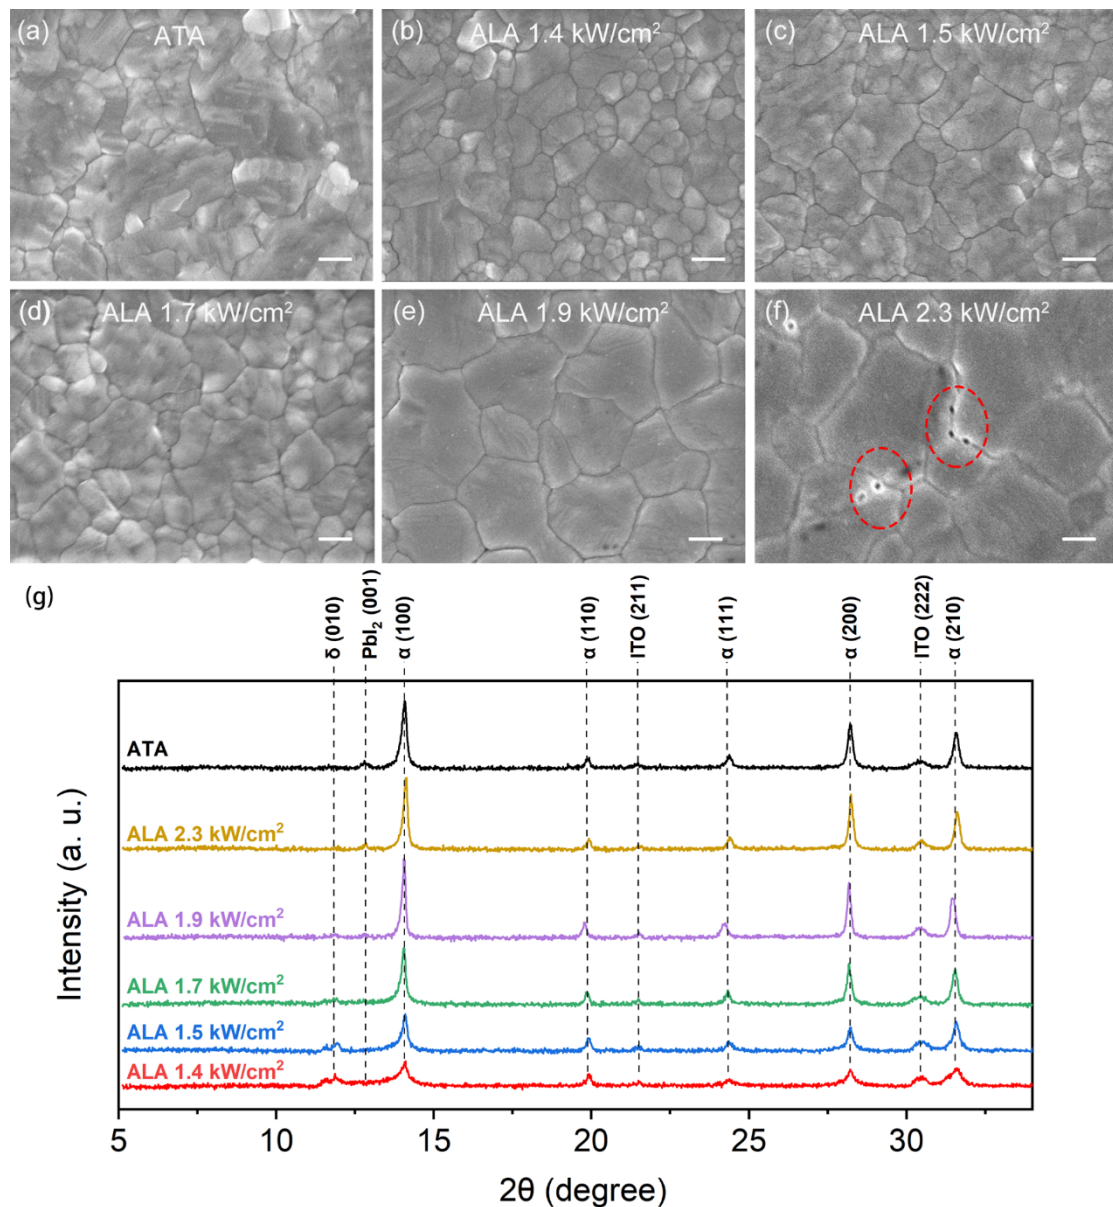 (a) ATA
(b) ALA 1.4 kW/cm²
(c) ALA 1.5 kW/cm²
(d) ALA 1.7 kW/cm²
(e) ALA 1.9 kW/cm²
(f) ALA 2.3 kW/cm²
(g)
δ (010)
PbI₂ (001)
α (100)
α (110)
ITO (211)
α (111)
α (200)
ITO (222)
α (210)
ATA
ALA 2.3 kW/cm²
ALA 1.9 kW/cm²
ALA 1.7 kW/cm²
ALA 1.5 kW/cm²
ALA 1.4 kW/cm²
Intensity (a. u.)
5 10 15 20 25 30
2θ (degree)